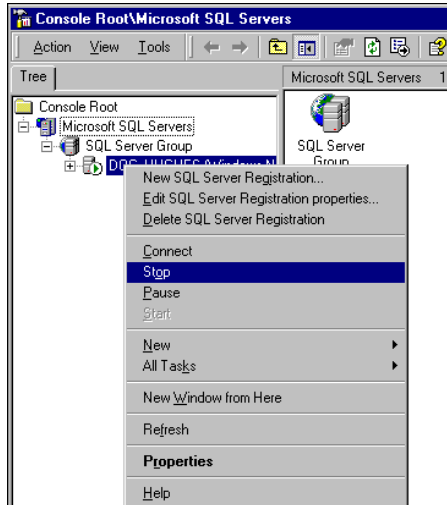 Console Root\Microsoft SQL Servers
Action View Tools
Tree
Microsoft SQL Servers 1
Console Root
Microsoft SQL Servers
SQL Server Group
SQL Server
Group
New SQL Server Registration...
Edit SQL Server Registration properties...
Delete SQL Server Registration
Connect
Stop
Pause
Start
New
All Tasks
New Window from Here
Refresh
Properties
Help